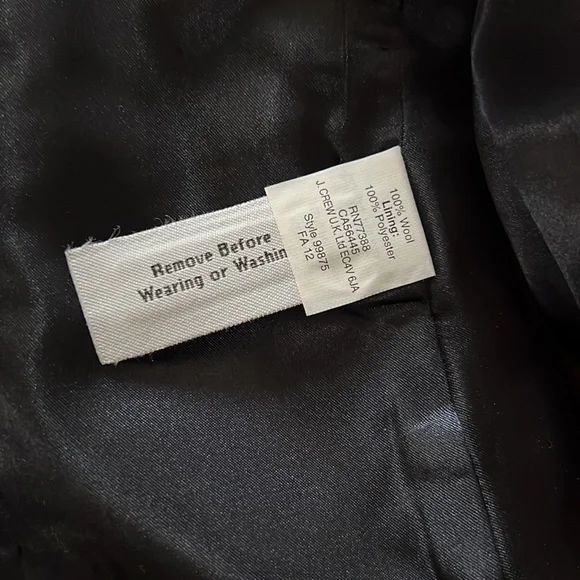 Remove Before
Wearing or Washin
100% Wool
Lining:
100% Polyester
RN77388
CA56445
J.CREW U.K. Ltd ECAV 6JA
Style 99875
FA 12